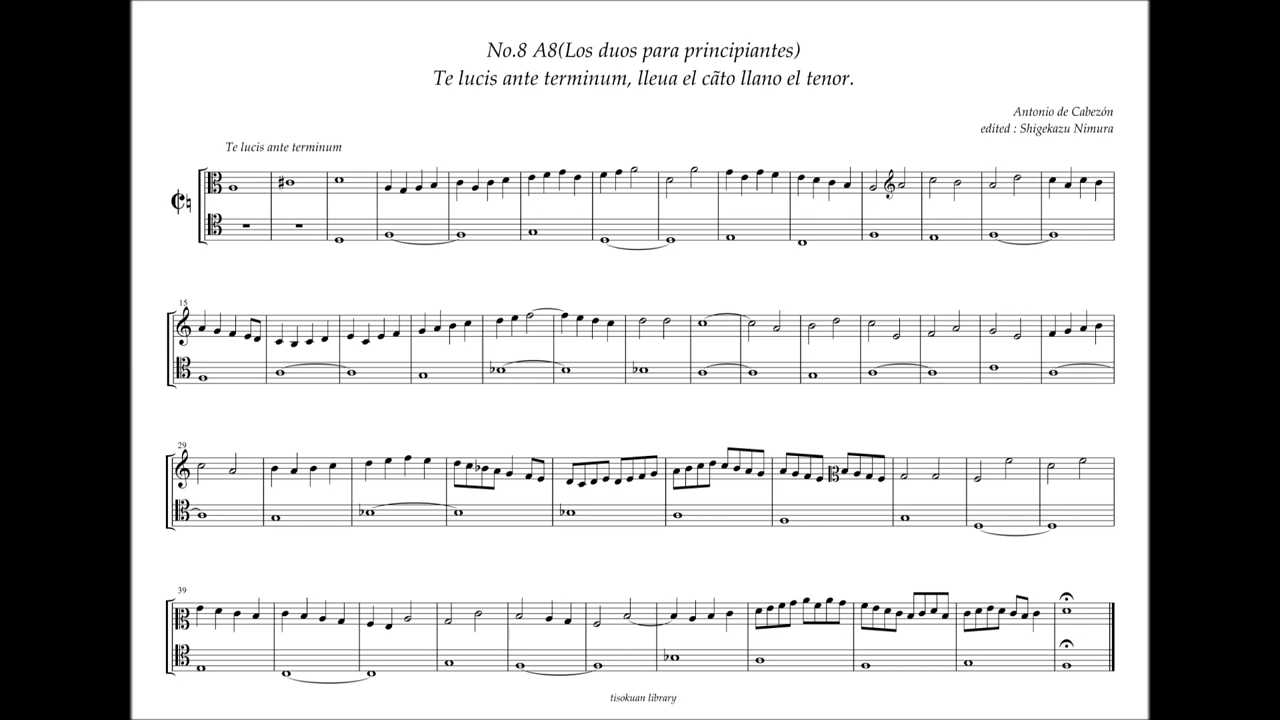 No.8 A8(Los duos para principiantes)
Te lucis ante terminum, lleua el cãto llano el tenor.
Antonio de Cabezón
edited : Shigekazu Nimura
Te lucis ante terminum
15
29
39
tisokuan library